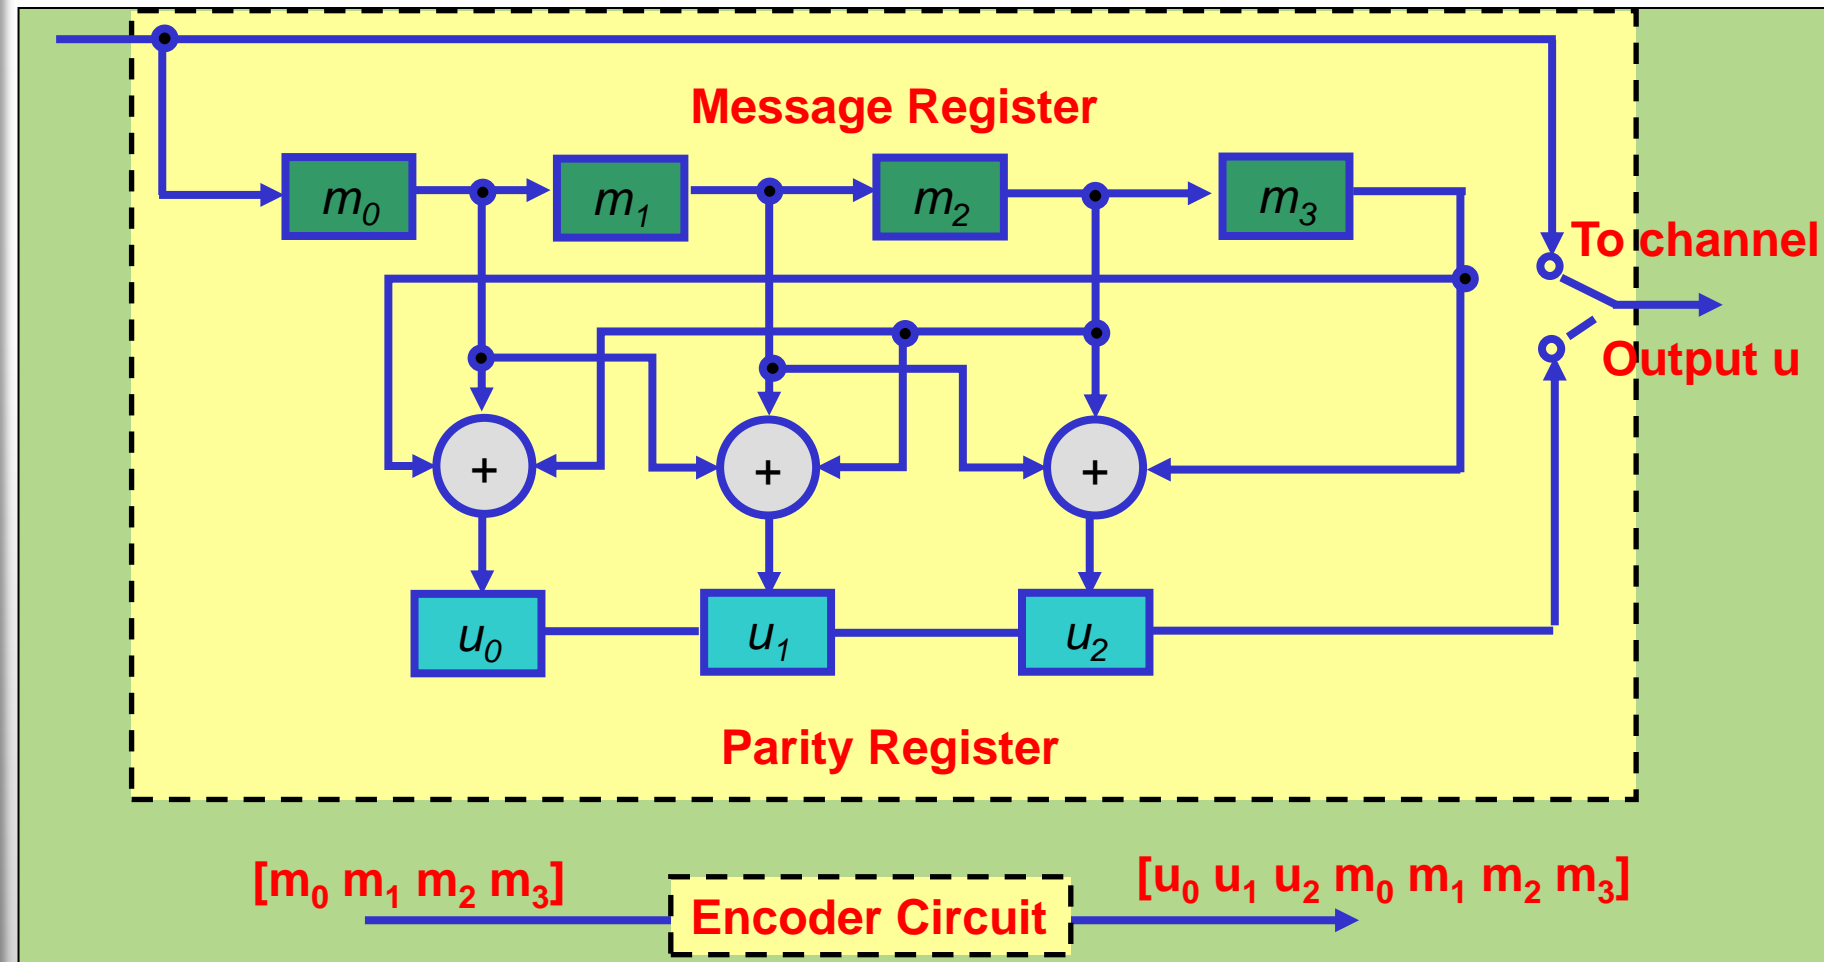 Message Register
m0 m1 m2 m3
To channel
Output u
+ + +
u0 u1 u2
Parity Register
[m0 m1 m2 m3]
[u0 u1 u2 m0 m1 m2 m3]
Encoder Circuit